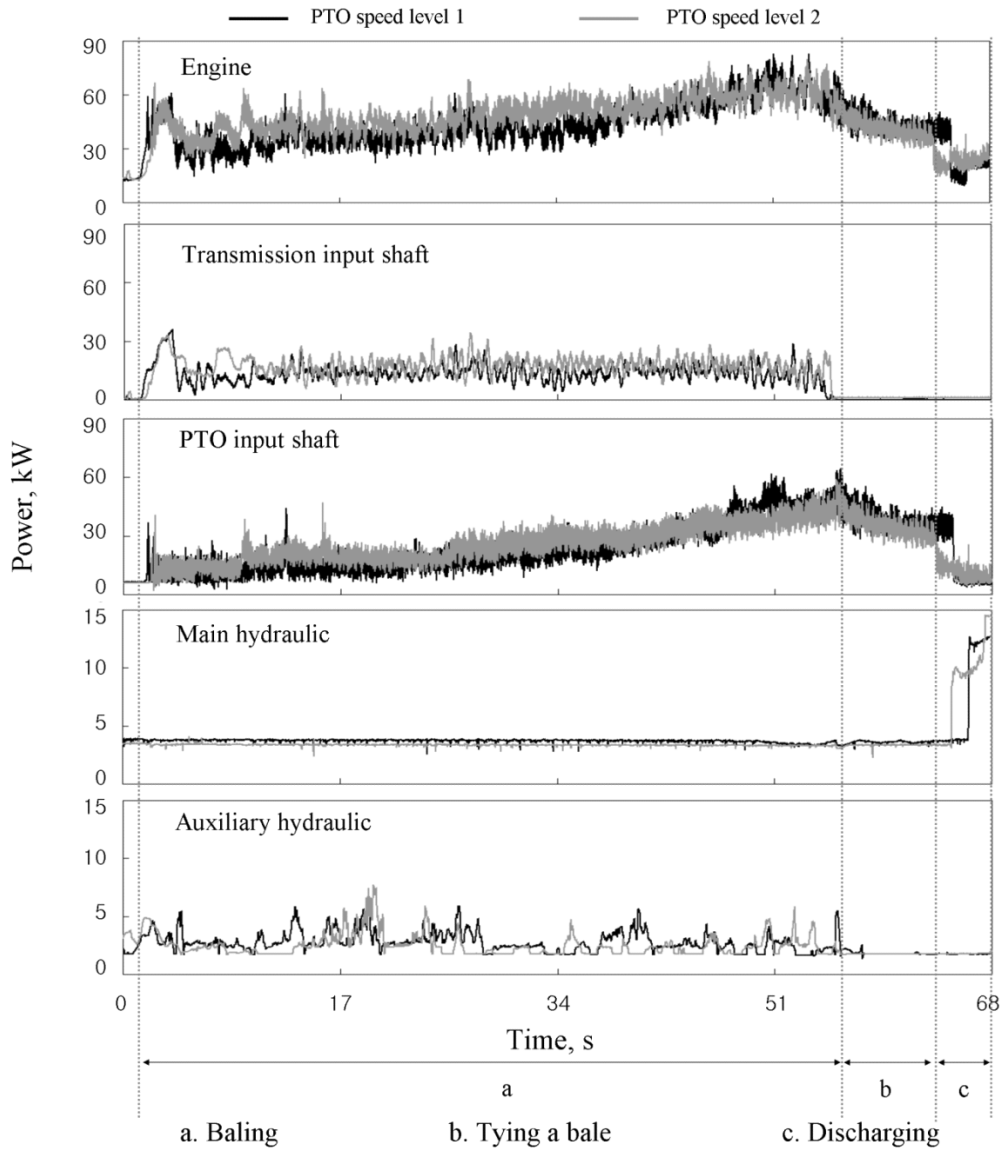 PTO speed level 1 PTO speed level 2
90
Engine
60
30
0
90
Transmission input shaft
60
30
0
90
PTO input shaft
60
30
0
Power, kW
15
Main hydraulic
10
5
0
15
Auxiliary hydraulic
10
5
0
0 17 34 51 68
Time, s
a b c
a. Baling b. Tying a bale c. Discharging